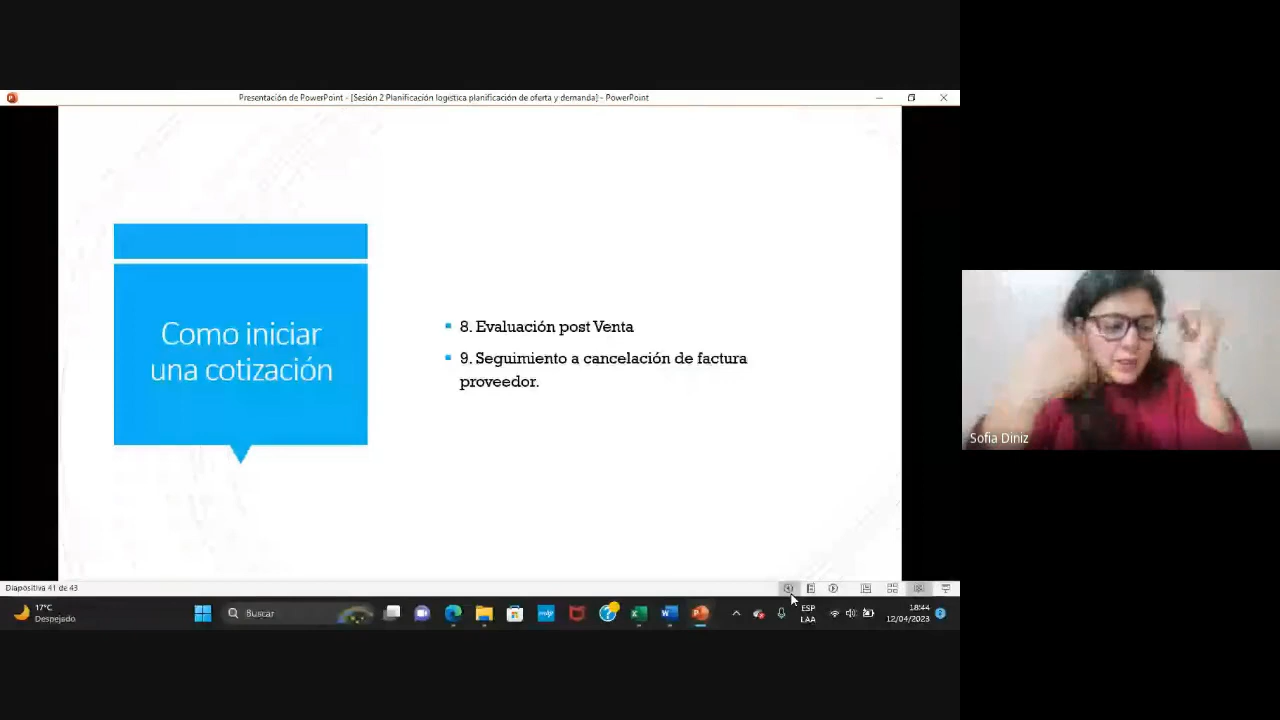 Presentación de PowerPoint - [Sesión 2 Planificación logistica planificación de oferta y demanda] - PowerPoint
Como iniciar
una cotización
8. Evaluación post Venta
9. Seguimiento a cancelación de factura
proveedor.
Sofia Diniz
Diapositiva 41 de 43
17°C
Despejado
Buscar
ESP
LAA
18:44
12/04/2023